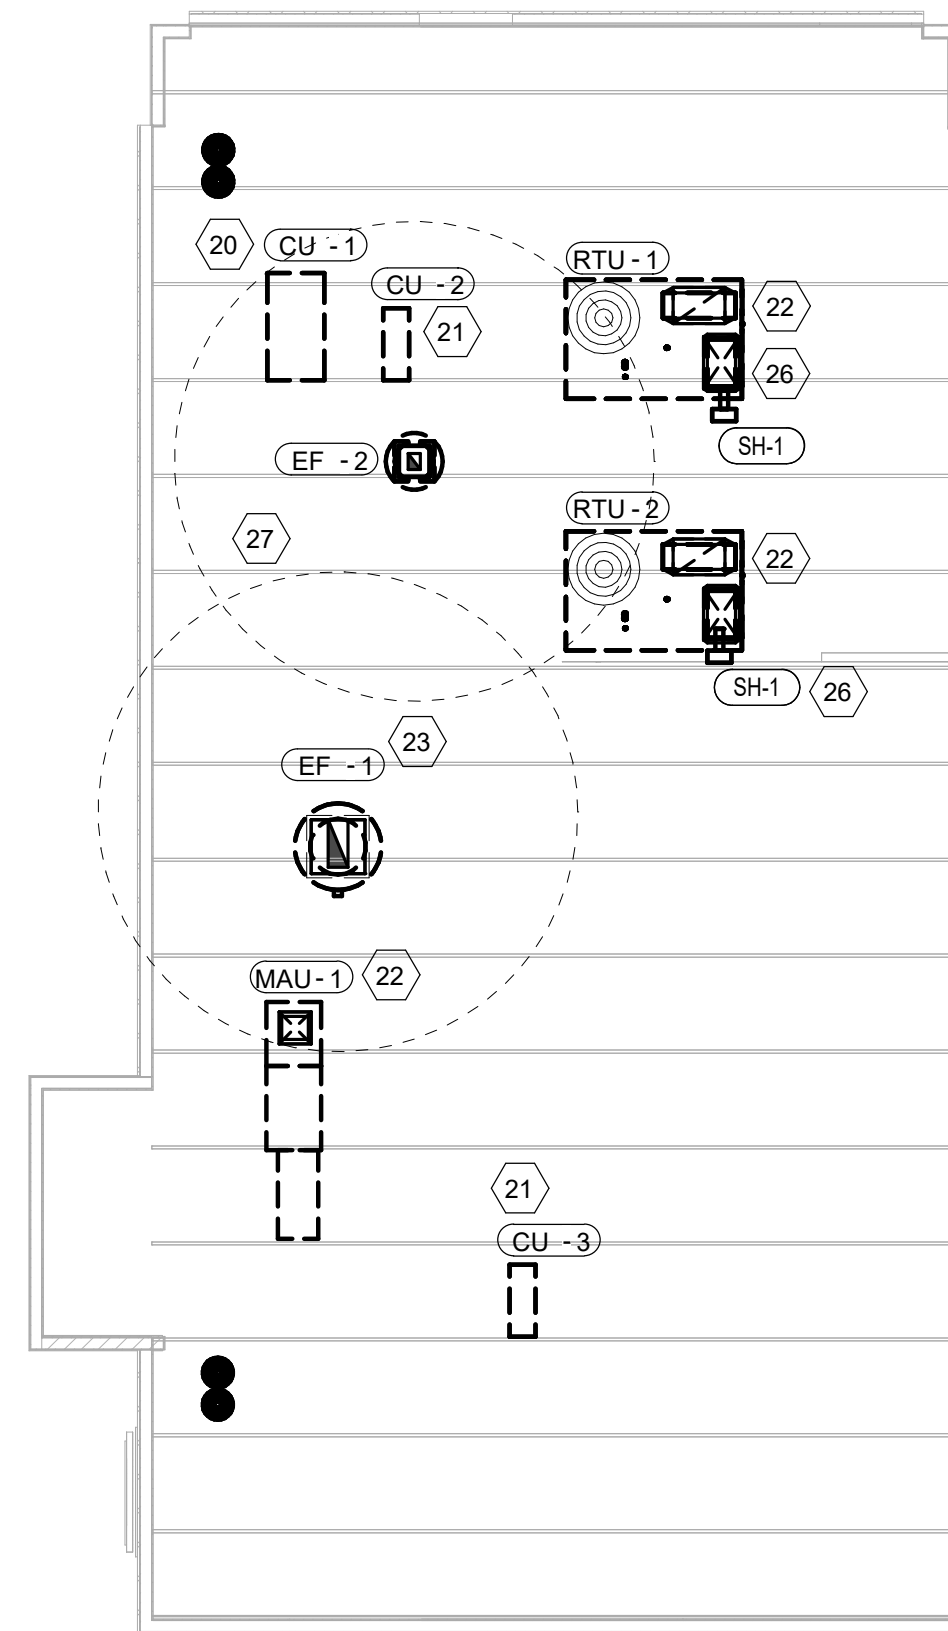 20
CU - 1
RTU - 1
CU - 2
22
21
26
SH-1
EF - 2
RTU - 2
27
22
SH-1
26
23
EF - 1
MAU - 1
22
21
CU - 3